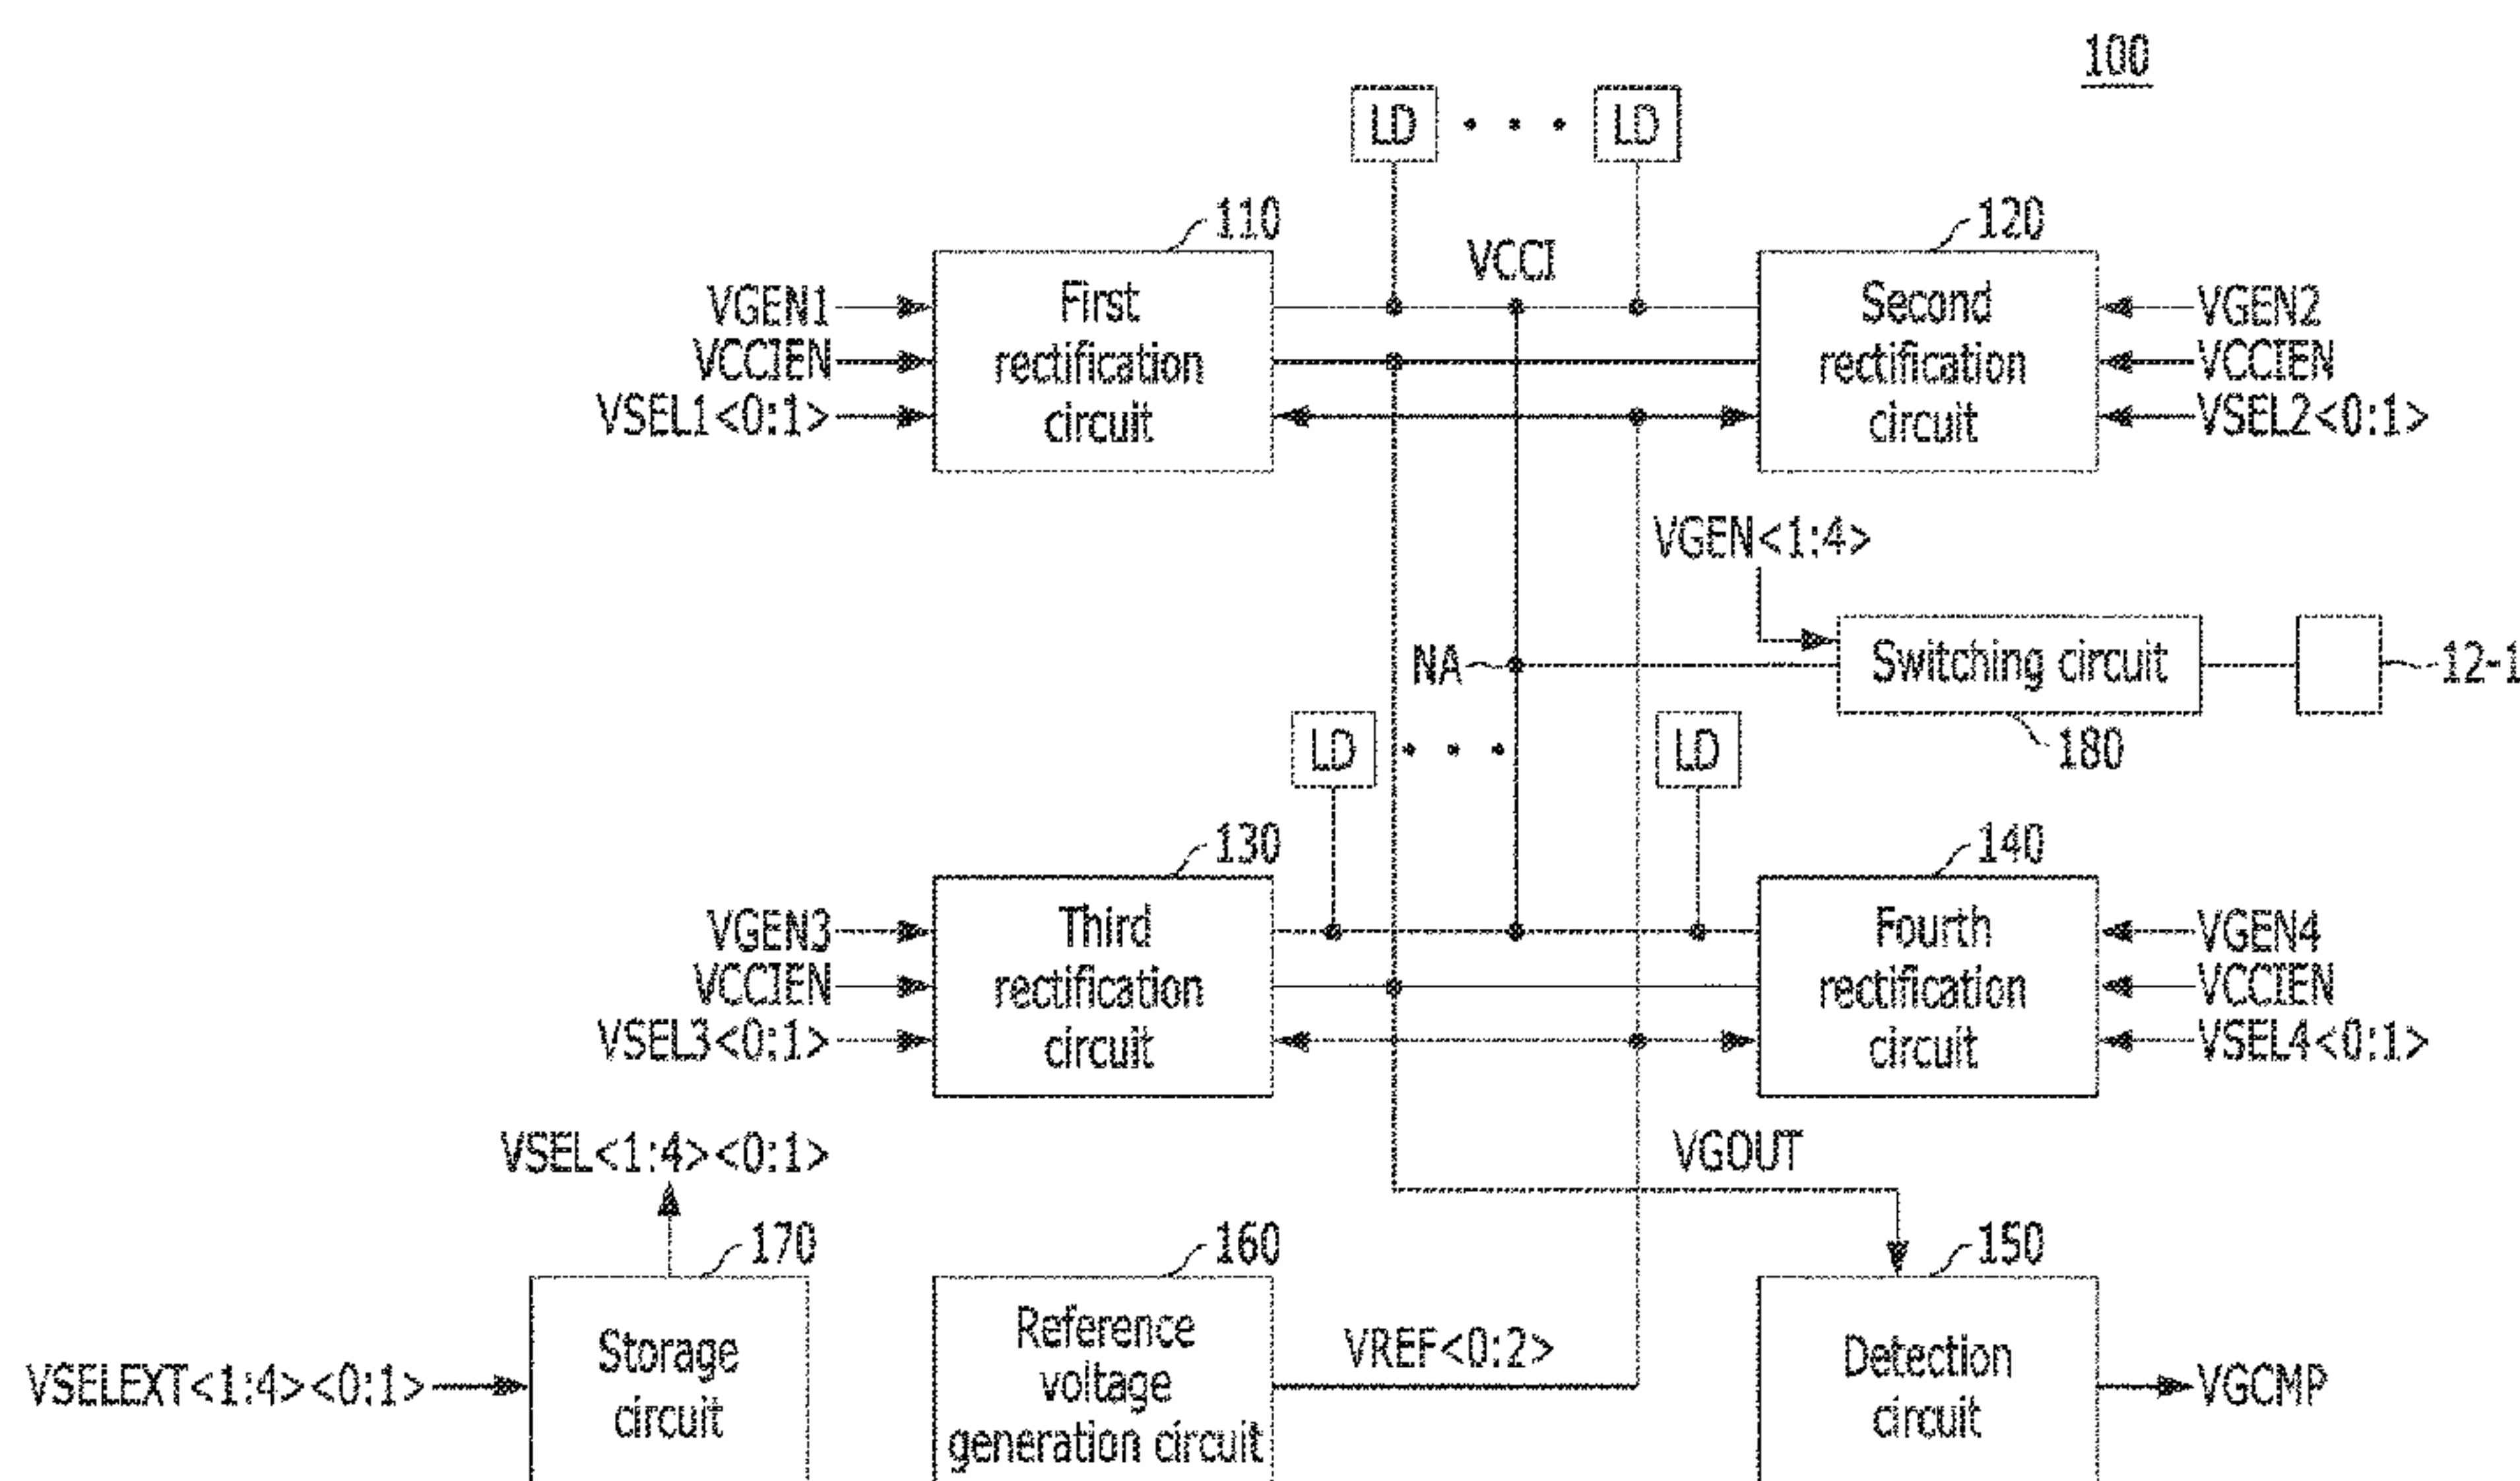 100
LD
LD
110
120
VCCI
VGEN1
VCCIEN
VSEL1<0:1>
First
rectification
circuit
Second
rectification
circuit
VGEN2
VCCIEN
VSEL2<0:1>
VGEN<1:4>
NA
Switching circuit
12-1
180
LD
LD
130
140
VGEN3
VCCIEN
VSEL3<0:1>
Third
rectification
circuit
Fourth
rectification
circuit
VGEN4
VCCIEN
VSEL4<0:1>
VSEL<1:4><0:1>
VGOUT
170
160
150
VSELEXT<1:4><0:1>
Storage
circuit
Reference
voltage
generation circuit
VREF<0:2>
Detection
circuit
VGCMP